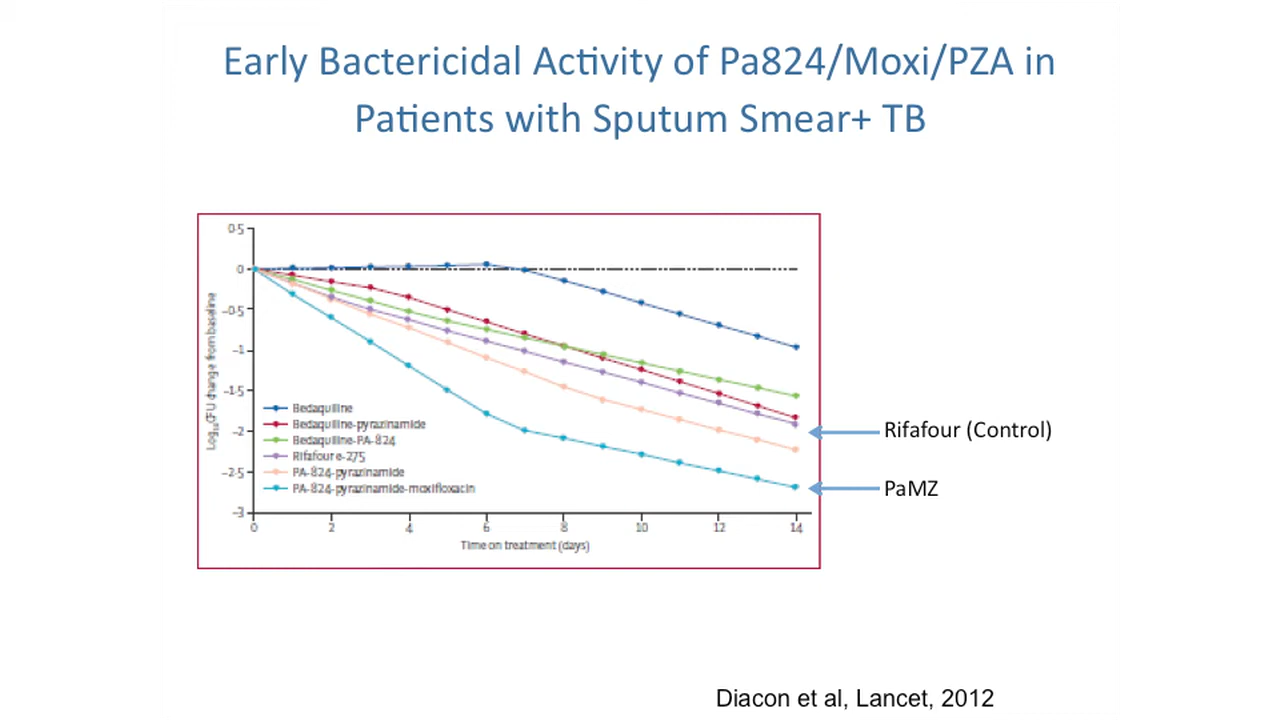 Early Bactericidal Activity of Pa824/Moxi/PZA in
Patients with Sputum Smear+ TB
0·5
0
–0·5
–1
–1·5
–2
–2·5
–3
Log₁₀CFU change from baseline
Bedaquiline
Bedaquiline-pyrazinamide
Bedaquiline-PA-824
Rifafour e-275
PA-824-pyrazinamide
PA-824-pyrazinamide-moxifloxacin
0 2 4 6 8 10 12 14
Time on treatment (days)
Rifafour (Control)
PaMZ
Diacon et al, Lancet, 2012